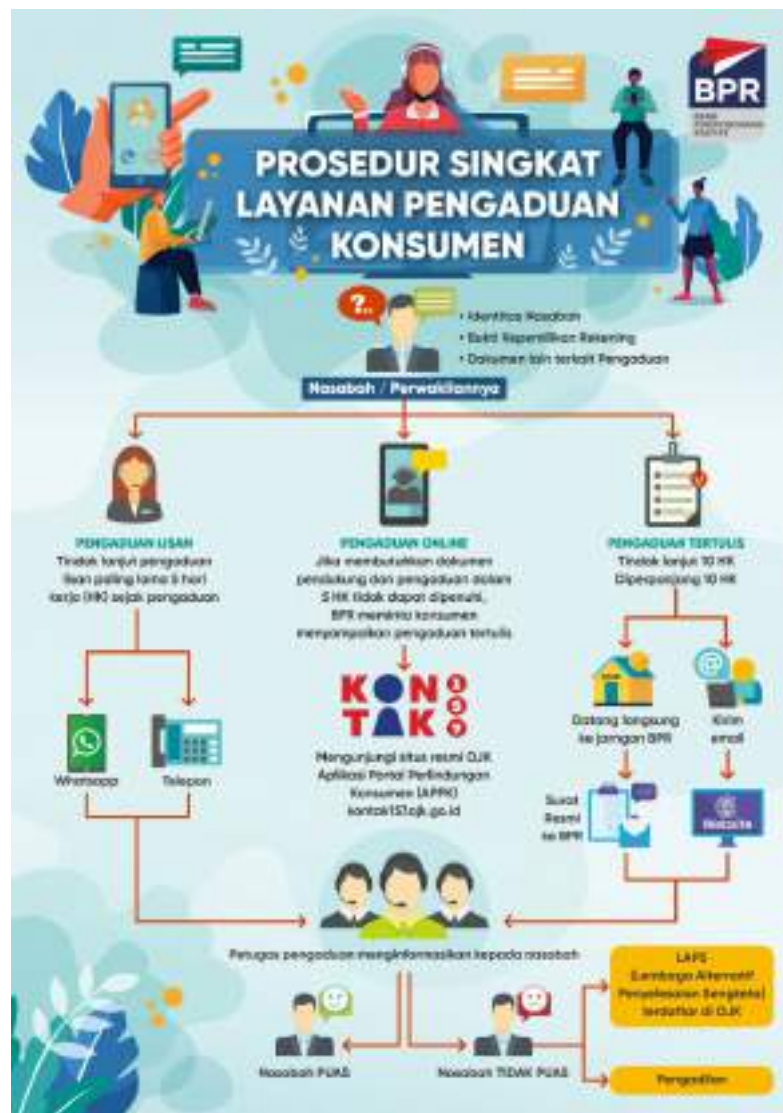 BPR
PROSEDUR SINGKAT
LAYANAN PENGADUAN
KONSUMEN
?..
• Identitas Nasabah
• Bukti Kepemilikan Rekening
• Dokumen lain terkait Pengaduan
Nasabah / Perwakilannya
PENGADUAN LISAN
Tindak lanjut pengaduan
lisan paling lama 5 hari
kerja (HK) sejak pengaduan
Whatsapp
Telepon
PENGADUAN ONLINE
Jika membutuhkan dokumen
pendukung dan pengaduan dalam
5 HK tidak dapat dipenuhi,
BPR meminta konsumen
menyampaikan pengaduan tertulis
KONTAK 157
Mengunjungi situs resmi OJK
Aplikasi Portal Perlindungan
Konsumen (APPK)
kontak157.ojk.go.id
PENGADUAN TERTULIS
Tindak lanjut 10 HK
Diperpanjang 10 HK
Datang langsung
ke jaringan BPR
Kirim
email
Surat
Resmi
ke BPR
Petugas pengaduan menginformasikan kepada nasabah
Nasabah PUAS
Nasabah TIDAK PUAS
LAPS
(Lembaga Alternatif
Penyelesaian Sengketa)
terdaftar di OJK
Pengadilan